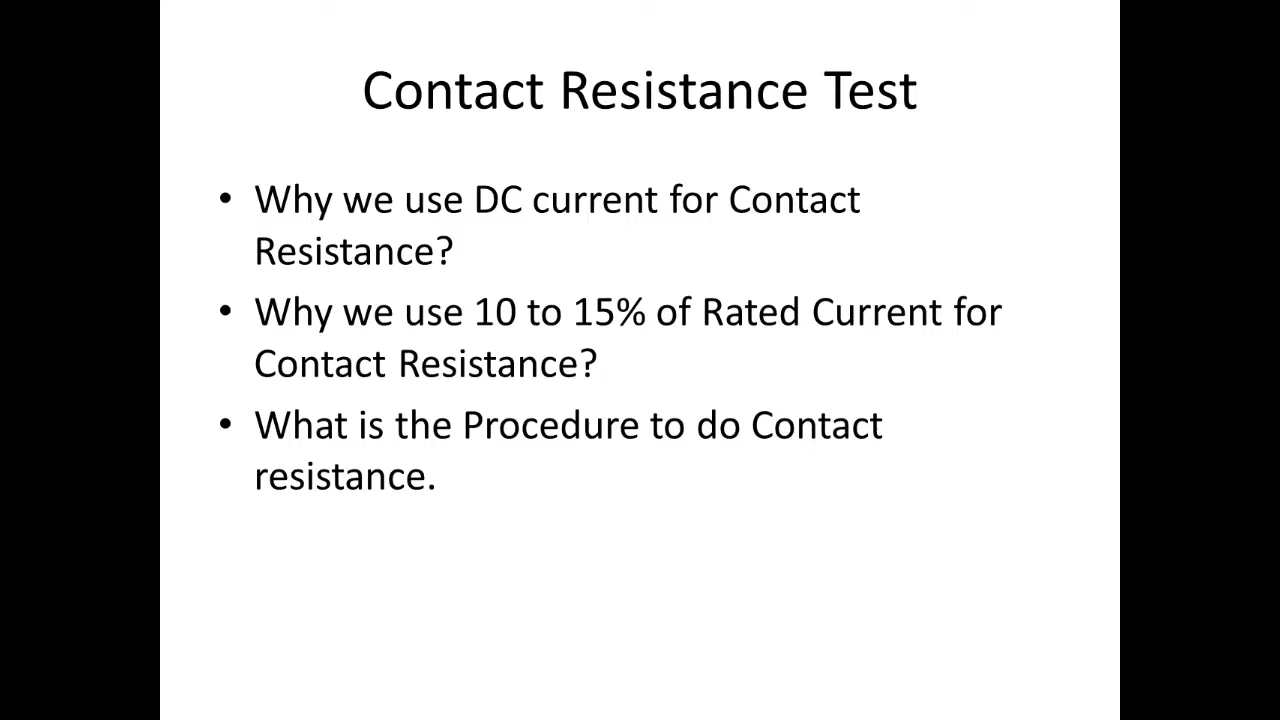 Contact Resistance Test
• Why we use DC current for Contact
Resistance?
• Why we use 10 to 15% of Rated Current for
Contact Resistance?
• What is the Procedure to do Contact
resistance.